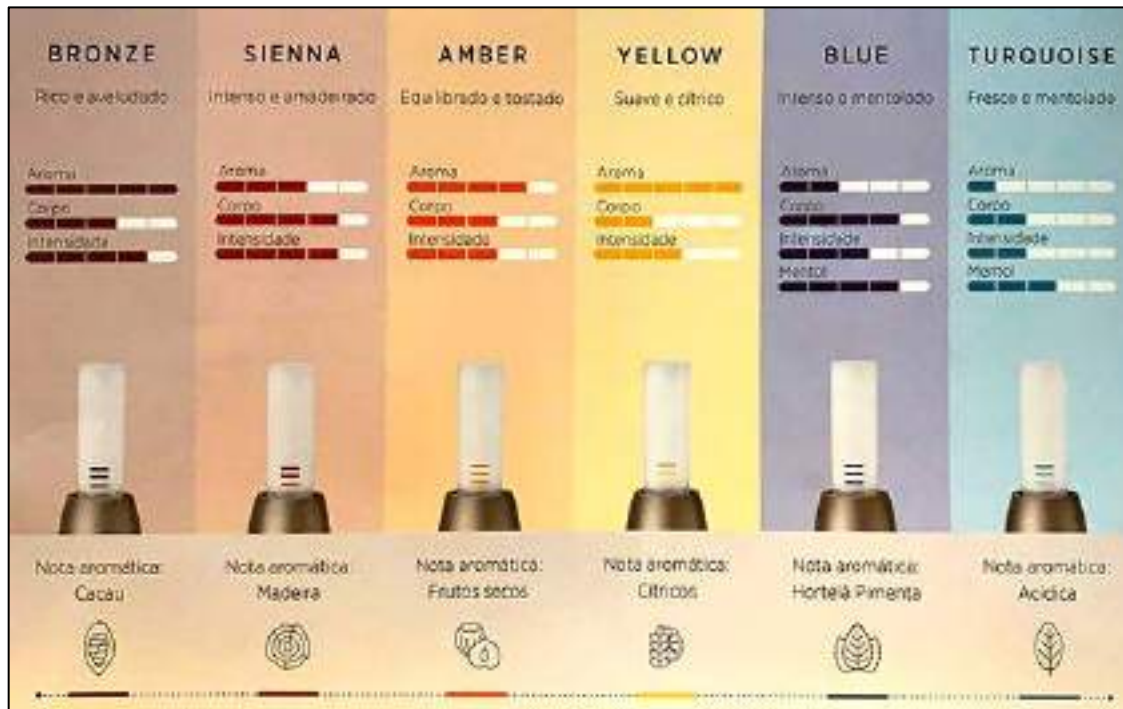 BRONZE
Rico e aveludado
Aroma
Corpo
Intensidade
Nota aromática:
Cacau
SIENNA
Intenso e amadeirado
Aroma
Corpo
Intensidade
Nota aromática:
Madeira
AMBER
Equilibrado e tostado
Aroma
Corpo
Intensidade
Nota aromática:
Frutos secos
YELLOW
Suave e cítrico
Aroma
Corpo
Intensidade
Nota aromática:
Cítricos
BLUE
Intenso e mentolado
Aroma
Corpo
Intensidade
Mentol
Nota aromática:
Hortelã Pimenta
TURQUOISE
Fresco e mentolado
Aroma
Corpo
Intensidade
Mentol
Nota aromática:
Acídica